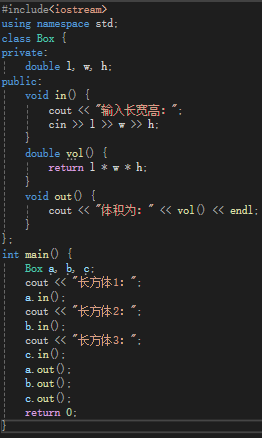 #include<iostream>
using namespace std;
class Box {
private:
    double l, w, h;
public:
    void in() {
        cout << "输入长宽高：";
        cin >> l >> w >> h;
    }
    double vol() {
        return l * w * h;
    }
    void out() {
        cout << "体积为：" << vol() << endl;
    }
};
int main() {
    Box a, b, c;
    cout << "长方体1：";
    a.in();
    cout << "长方体2：";
    b.in();
    cout << "长方体3：";
    c.in();
    a.out();
    b.out();
    c.out();
    return 0;
}